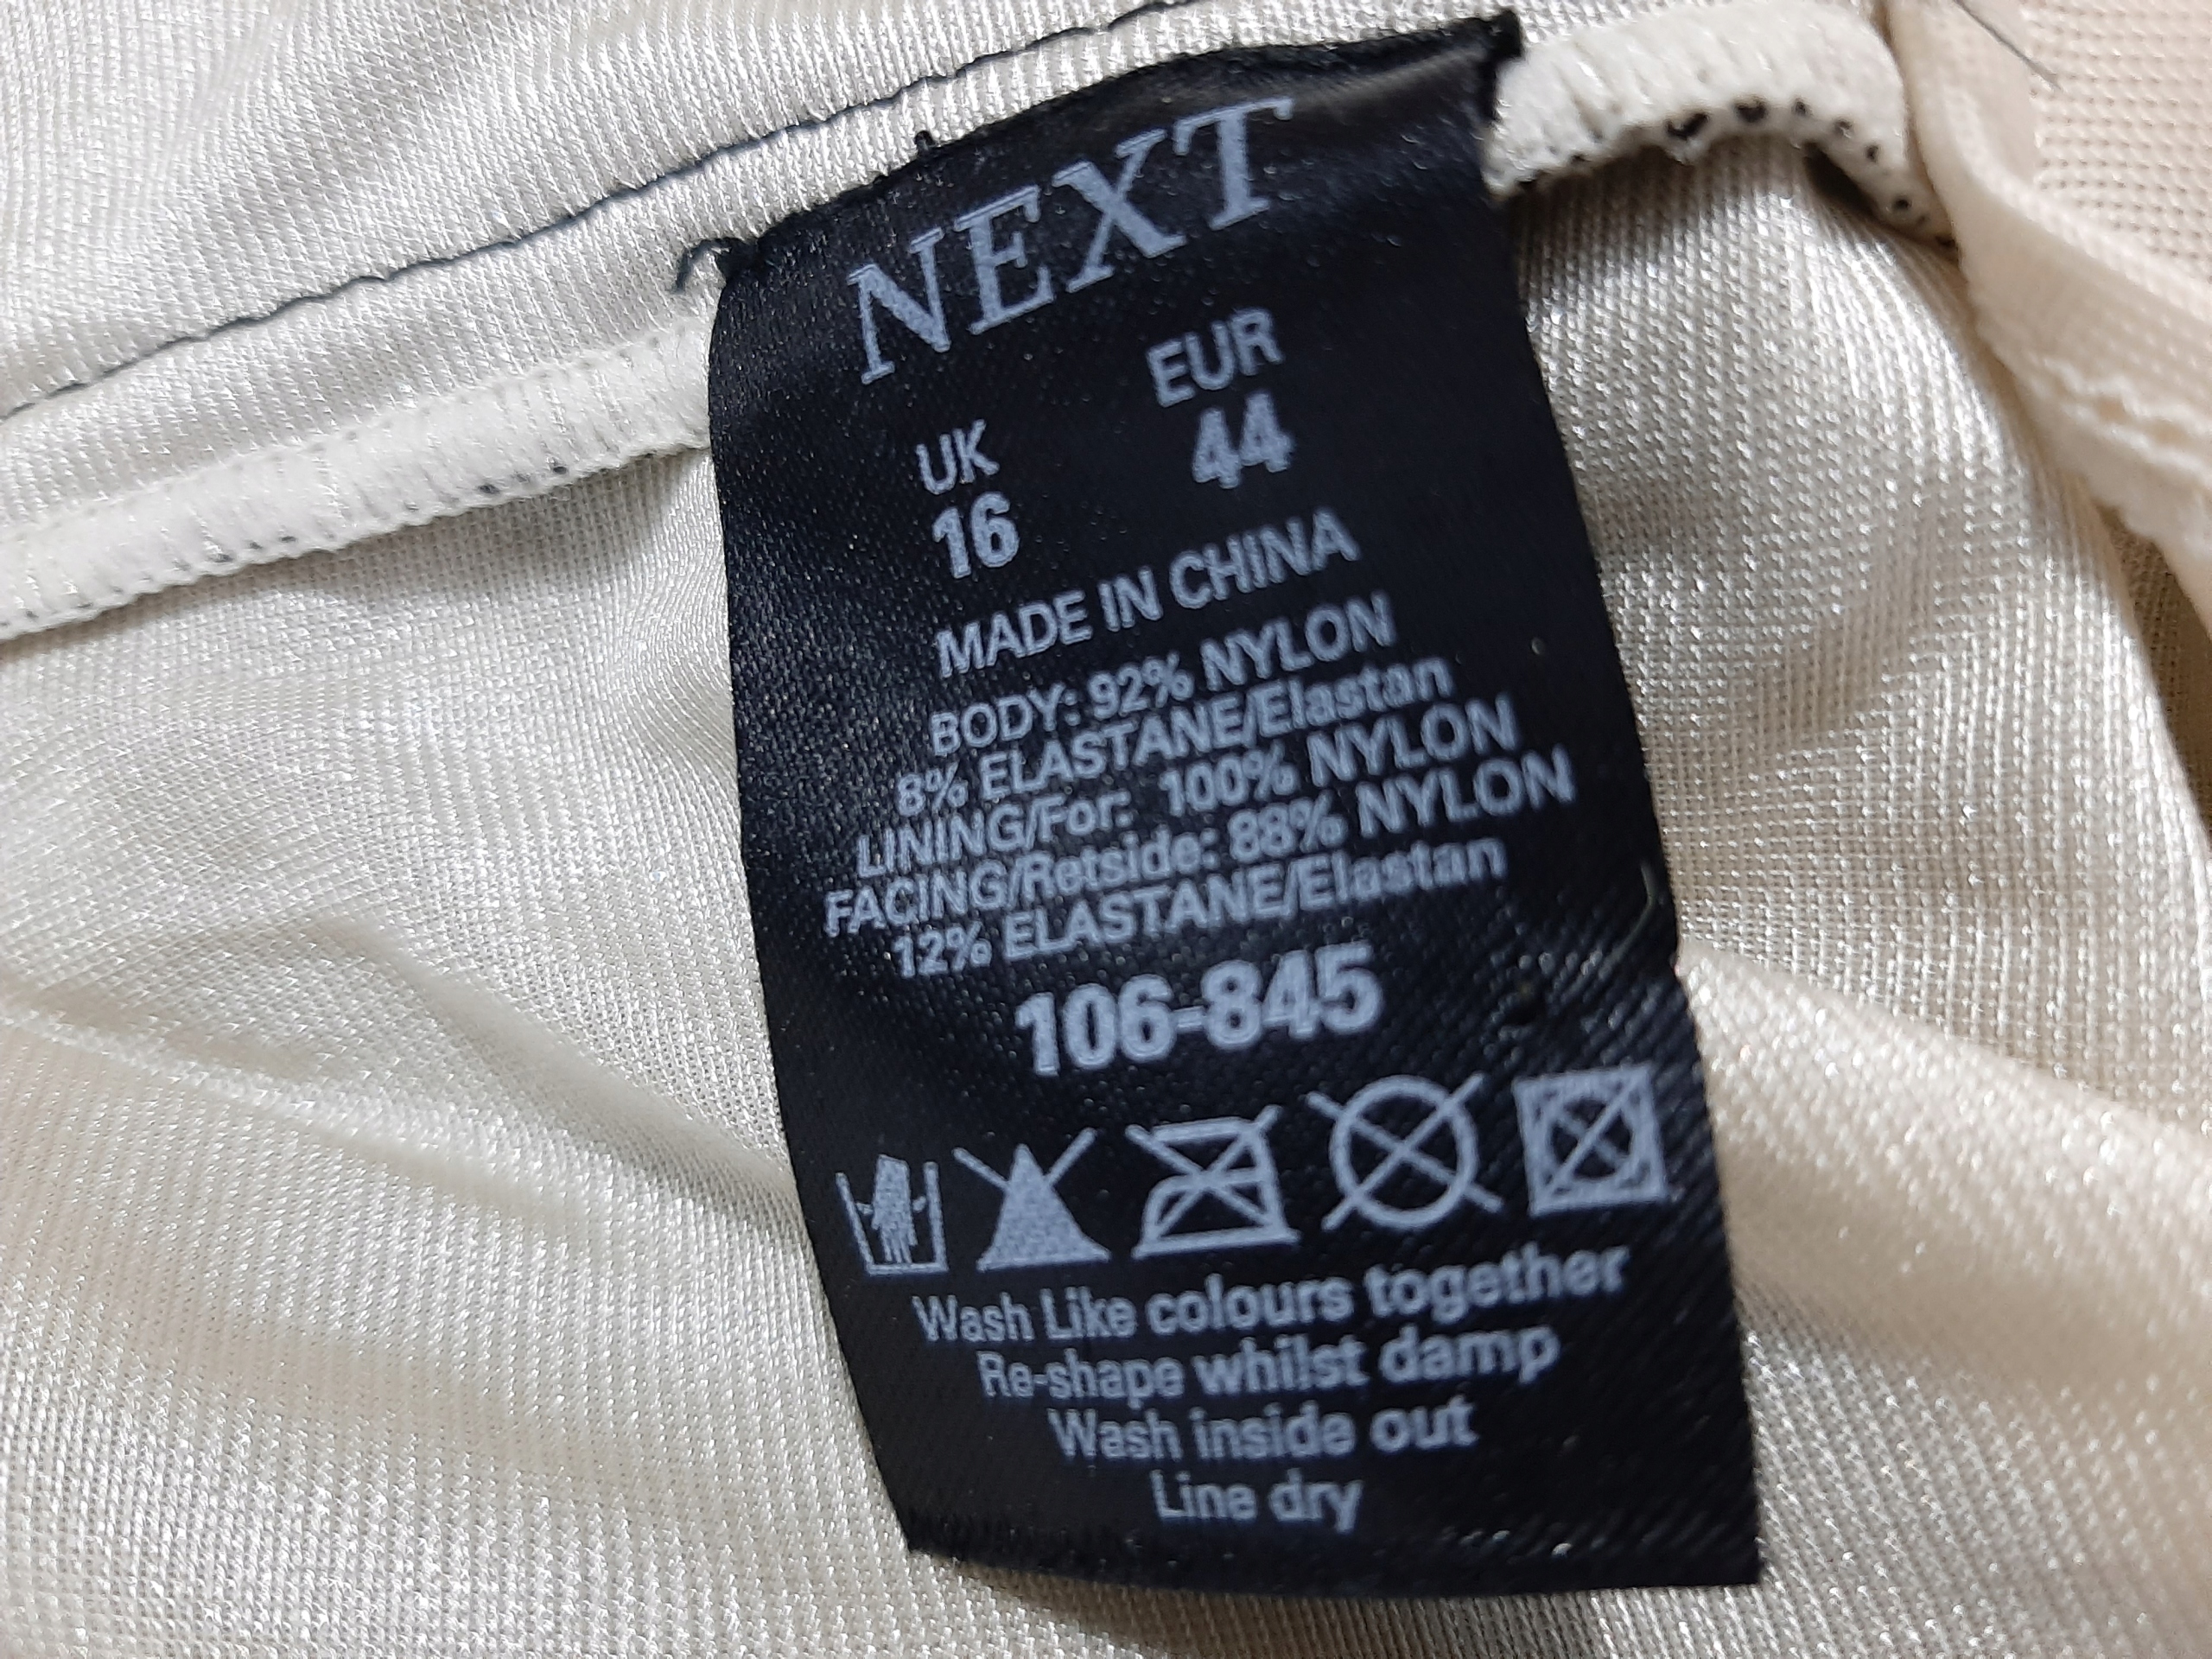 NEXT
UK EUR
16 44
MADE IN CHINA
BODY: 92% NYLON
8% ELASTANE/Elastan
LINING/For: 100% NYLON
FACING/Retside: 88% NYLON
12% ELASTANE/Elastan
106-845
Wash Like colours together
Re-shape whilst damp
Wash inside out
Line dry